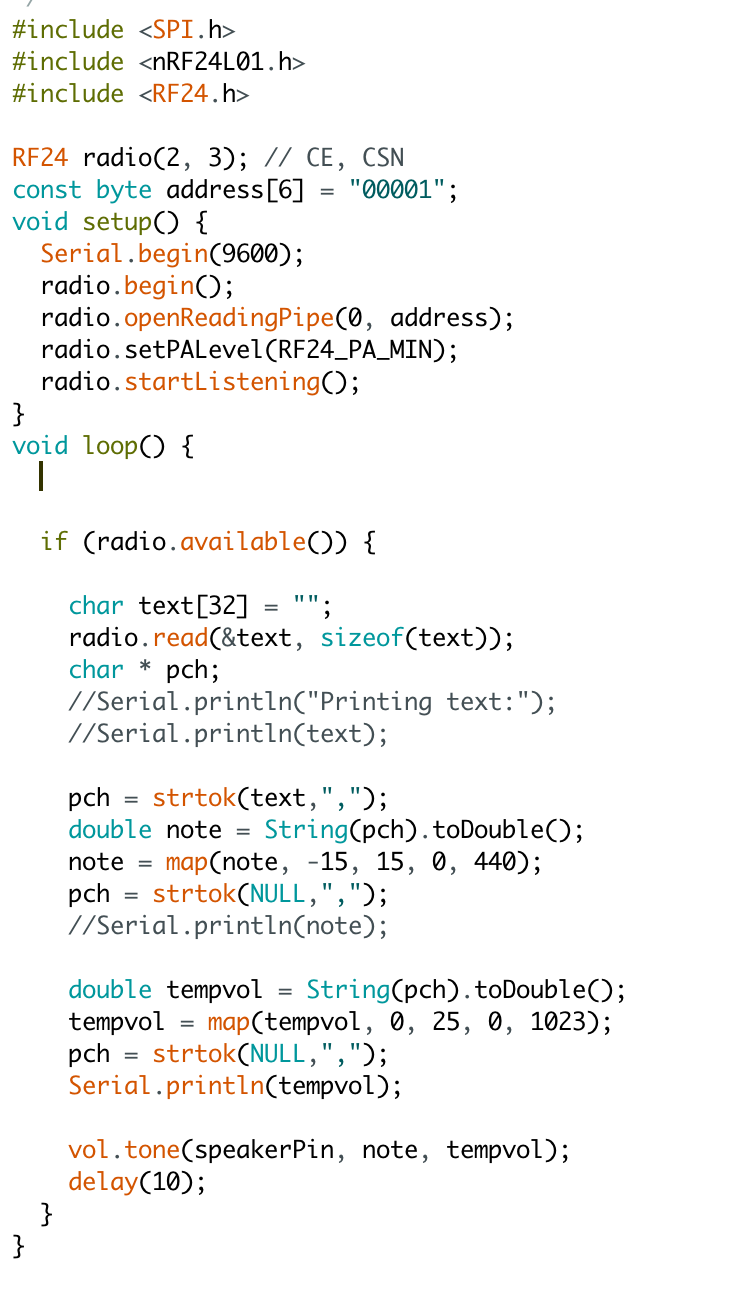 /
#include <SPI.h>
#include <nRF24L01.h>
#include <RF24.h>
RF24 radio(2, 3); // CE, CSN
const byte address[6] = "00001";
void setup() {
  Serial.begin(9600);
  radio.begin();
  radio.openReadingPipe(0, address);
  radio.setPALevel(RF24_PA_MIN);
  radio.startListening();
}
void loop() {
  if (radio.available()) {
    char text[32] = "";
    radio.read(&text, sizeof(text));
    char * pch;
    //Serial.println("Printing text:");
    //Serial.println(text);
    pch = strtok(text,",");
    double note = String(pch).toDouble();
    note = map(note, -15, 15, 0, 440);
    pch = strtok(NULL,",");
    //Serial.println(note);
    double tempvol = String(pch).toDouble();
    tempvol = map(tempvol, 0, 25, 0, 1023);
    pch = strtok(NULL,",");
    Serial.println(tempvol);
    vol.tone(speakerPin, note, tempvol);
    delay(10);
  }
}